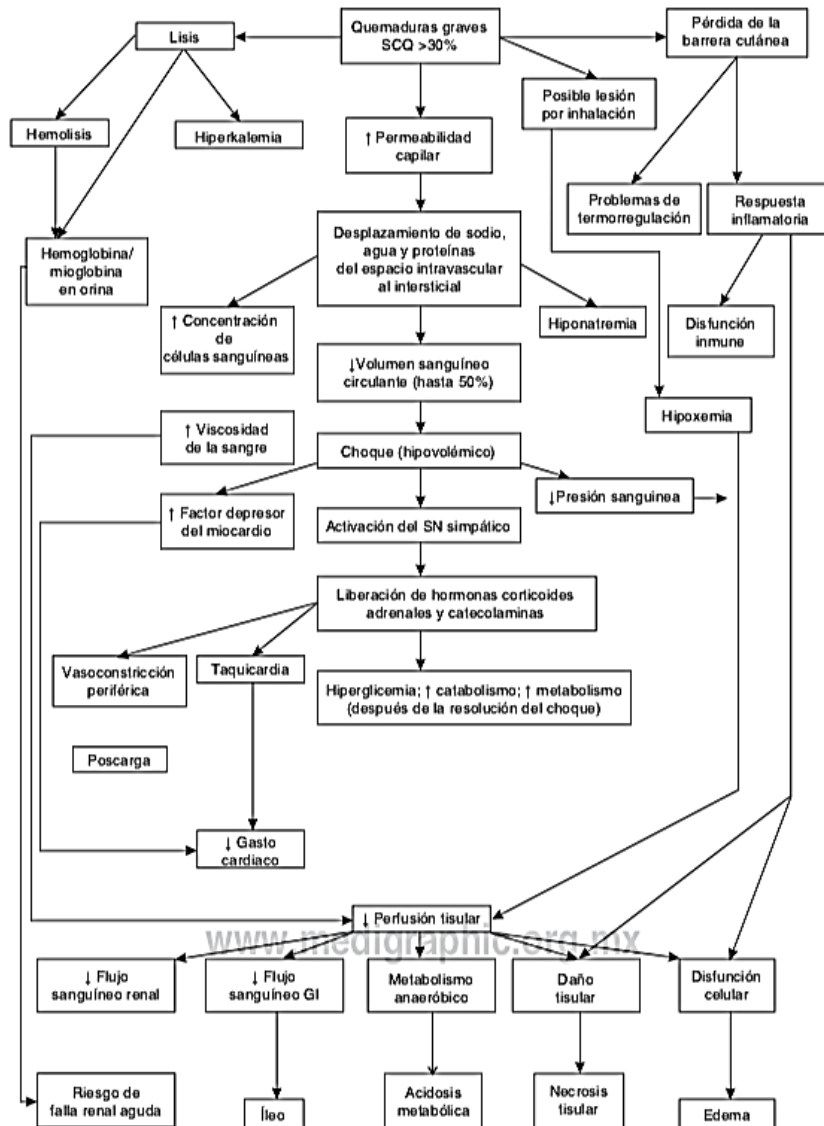 Quemaduras graves
SCQ >30%
Lisis
Pérdida de la
barrera cutánea
Posible lesión
por inhalación
Hemolisis
Hiperkalemia
↑ Permeabilidad
capilar
Problemas de
termorregulación
Respuesta
inflamatoria
Hemoglobina/
mioglobina
en orina
Desplazamiento de sodio,
agua y proteínas
del espacio intravascular
al intersticial
↑ Concentración
de
células sanguíneas
Hiponatremia
Disfunción
inmune
↓Volumen sanguíneo
circulante (hasta 50%)
Hipoxemia
↑ Viscosidad
de la sangre
Choque (hipovolémico)
↓Presión sanguinea
↑ Factor depresor
del miocardio
Activación del SN simpático
Liberación de hormonas corticoides
adrenales y catecolaminas
Vasoconstricción
periférica
Taquicardia
Hiperglicemia; ↑ catabolismo; ↑ metabolismo
(después de la resolución del choque)
Poscarga
↓ Gasto
cardiaco
↓ Perfusión tisular
www.medigraphic.org.mx
↓ Flujo
sanguíneo renal
↓ Flujo
sanguíneo GI
Metabolismo
anaeróbico
Daño
tisular
Disfunción
celular
Riesgo de
falla renal aguda
Íleo
Acidosis
metabólica
Necrosis
tisular
Edema